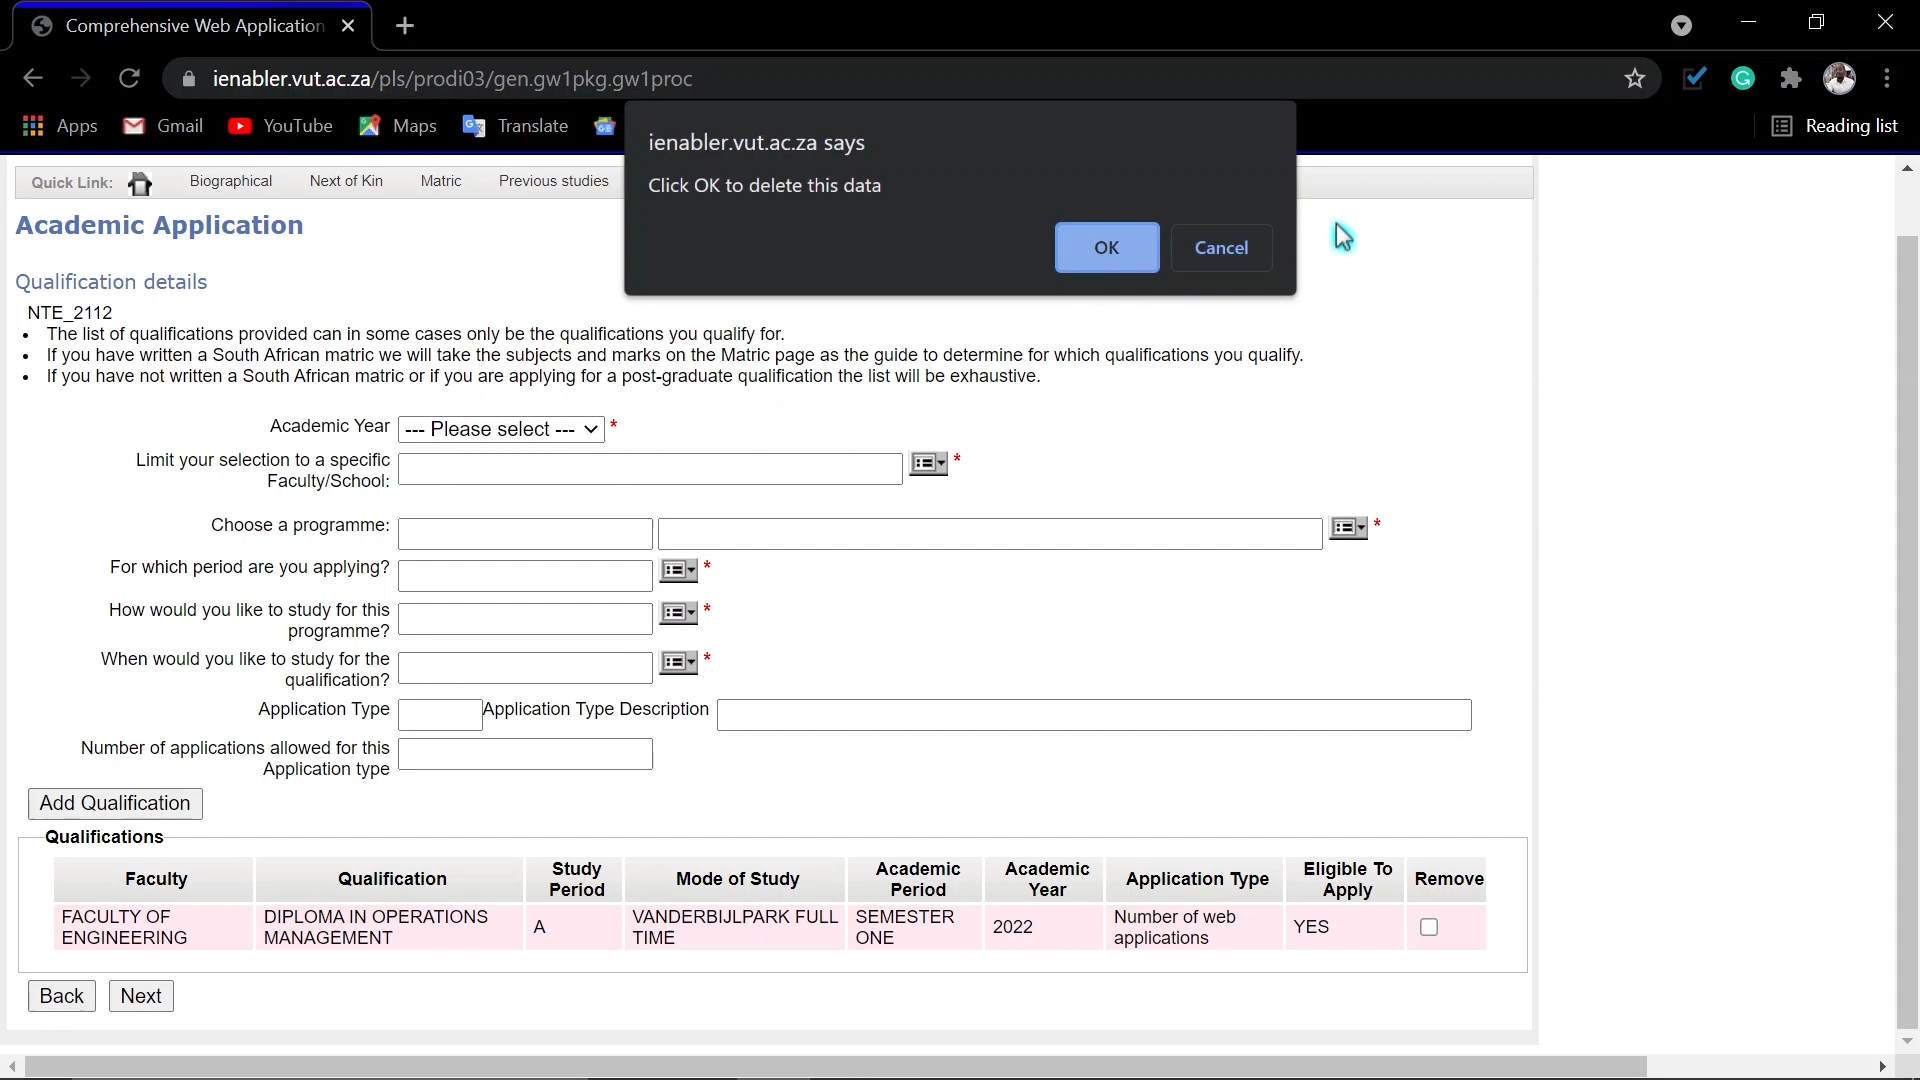 Comprehensive Web Application
ienabler.vut.ac.za/pls/prodi03/gen.gw1pkg.gw1proc
Apps Gmail YouTube Maps Translate Reading list
ienabler.vut.ac.za says
Click OK to delete this data
OK Cancel
Quick Link: Biographical Next of Kin Matric Previous studies
Academic Application
Qualification details
NTE_2112
• The list of qualifications provided can in some cases only be the qualifications you qualify for.
• If you have written a South African matric we will take the subjects and marks on the Matric page as the guide to determine for which qualifications you qualify.
• If you have not written a South African matric or if you are applying for a post-graduate qualification the list will be exhaustive.
Academic Year --- Please select --- *
Limit your selection to a specific
Faculty/School: *
Choose a programme: *
For which period are you applying? *
How would you like to study for this
programme? *
When would you like to study for the
qualification? *
Application Type Application Type Description
Number of applications allowed for this
Application type
Add Qualification
Qualifications
Faculty Qualification Study Period Mode of Study Academic Period Academic Year Application Type Eligible To Apply Remove
FACULTY OF ENGINEERING DIPLOMA IN OPERATIONS MANAGEMENT A VANDERBIJLPARK FULL TIME SEMESTER ONE 2022 Number of web applications YES
Back Next